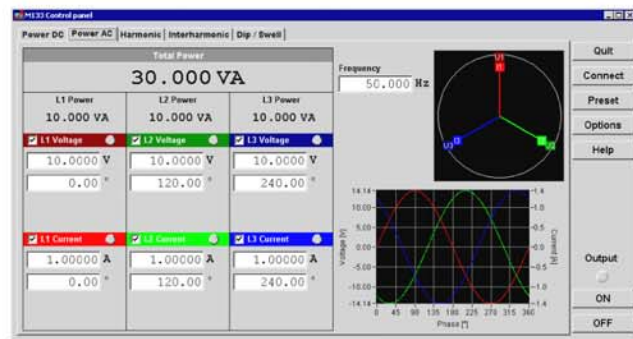 M133 Control panel
Power DC Power AC Harmonic Interharmonic Dip / Swell
Total Power
30.000 VA
L1 Power L2 Power L3 Power
10.000 VA 10.000 VA 10.000 VA
L1 Voltage L2 Voltage L3 Voltage
10.0000 V 10.0000 V 10.0000 V
0.00 ° 120.00 ° 240.00 °
L1 Current L2 Current L3 Current
1.00000 A 1.00000 A 1.00000 A
0.00 ° 120.00 ° 240.00 °
Frequency
50.000 Hz
U1
I1
U3 I3
U2
Voltage [V]
14.14
10.00
5.00
0.00
-5.00
-10.00
-14.14
0 45 90 135 180 225 270 315 360
Phase [°]
1.4
1.0
0.5
0.0
-0.5
-1.0
-1.4
Current [A]
Quit
Connect
Preset
Options
Help
Output
ON
OFF